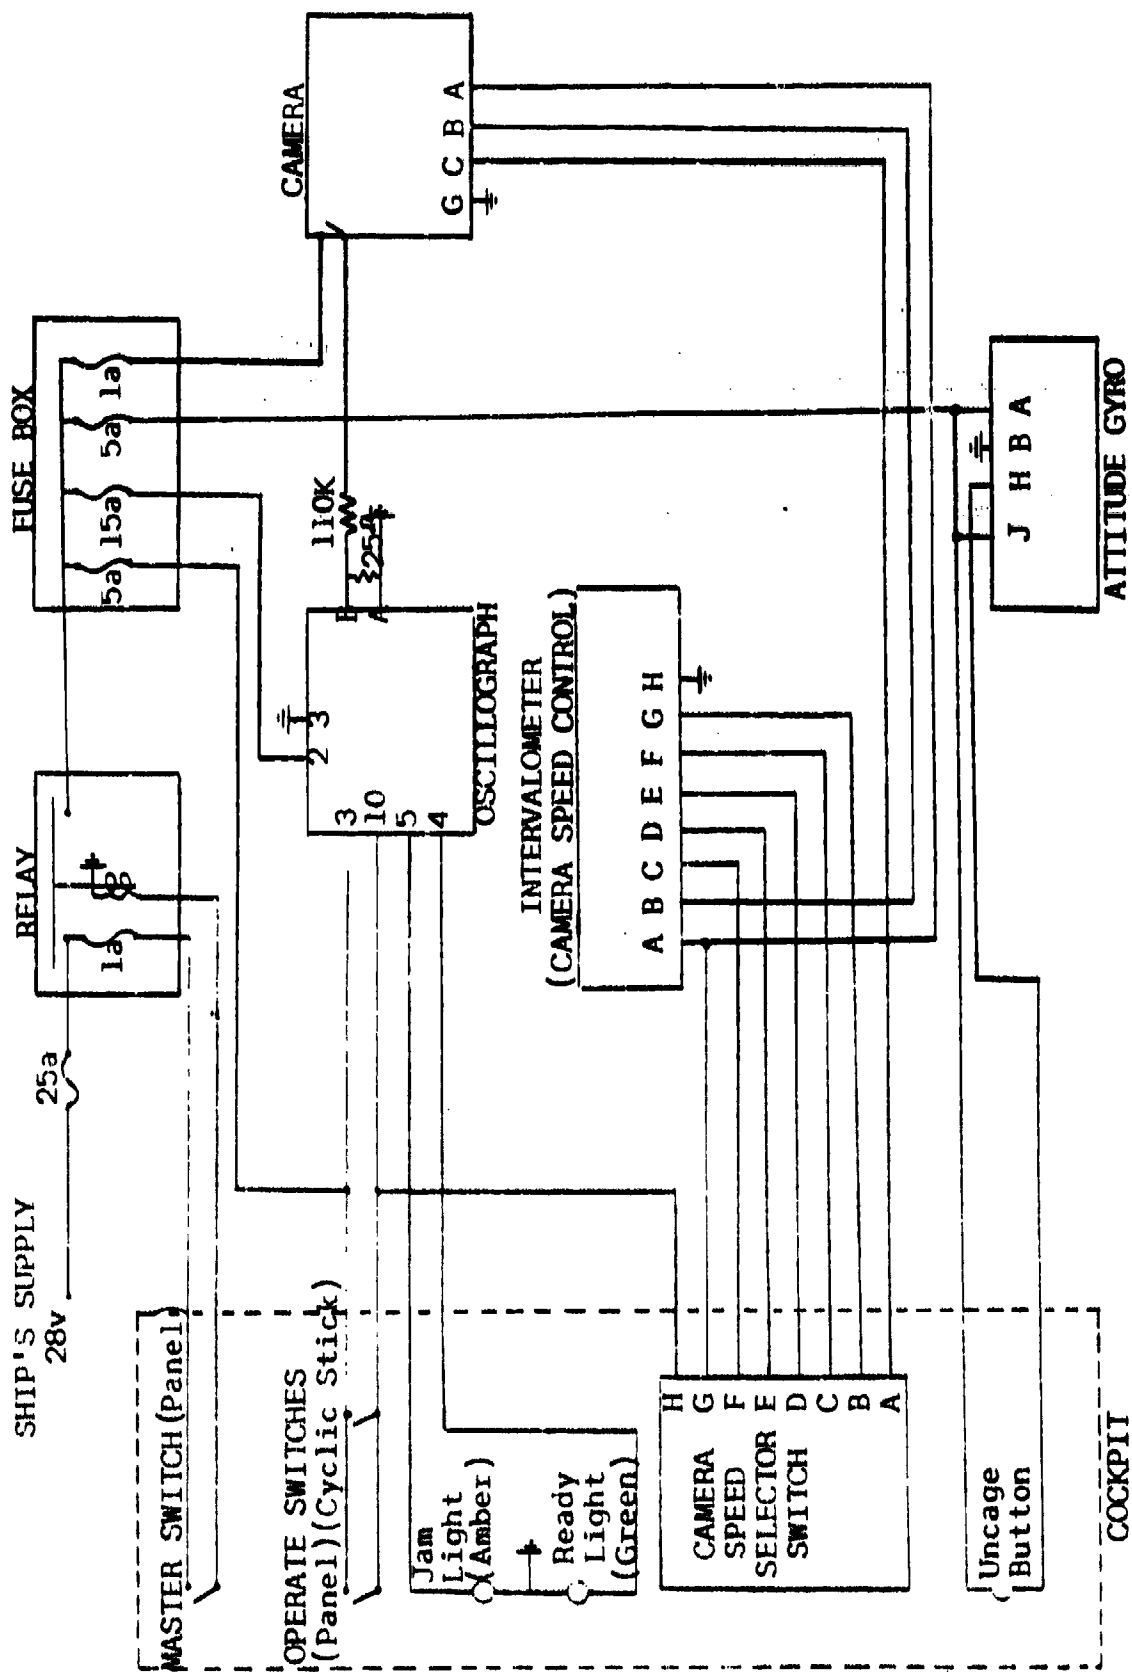 SHIP'S SUPPLY
28v
25a
RELAY
1a
FUSE BOX
5a
15a
5a
1a
CAMERA
G C B A
MASTER SWITCH(Panel)
OPERATE SWITCHES
(Panel)(Cyclic Stick)
2 3
3
10
5
4
B
A
OSCILLOGRAPH
110K
25Ω
Jam
Light
(Amber)
Ready
Light
(Green)
INTERVALOMETER
(CAMERA SPEED CONTROL)
A B C D E F G H
CAMERA
SPEED
SELECTOR
SWITCH
H
G
F
E
D
C
B
A
Uncage
Button
COCKPIT
J H B A
ATTITUDE GYRO